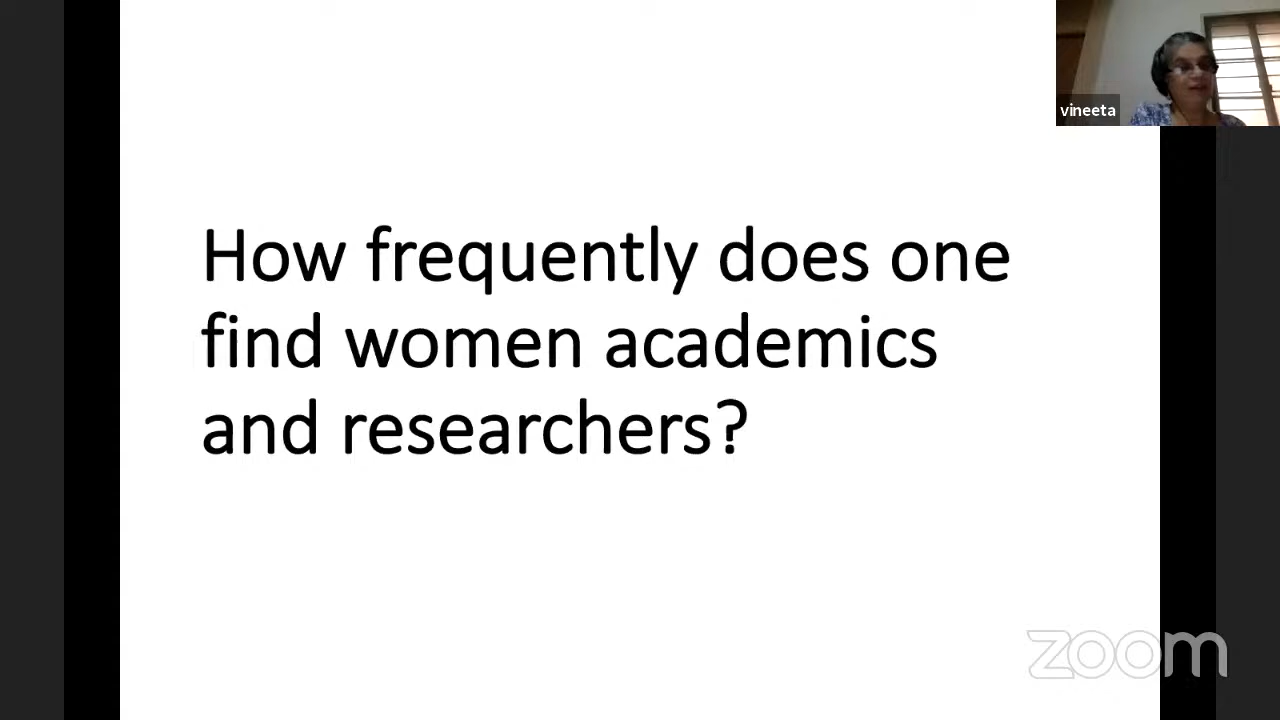 vineeta
How frequently does one
find women academics
and researchers?
zoom